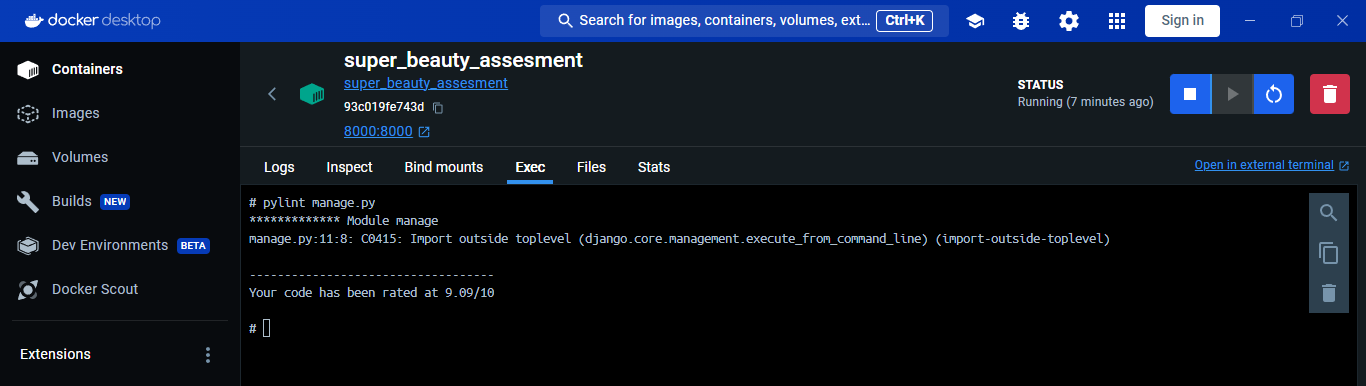 docker desktop
Search for images, containers, volumes, ext... Ctrl+K
Sign in
Containers
Images
Volumes
Builds NEW
Dev Environments BETA
Docker Scout
Extensions
super_beauty_assesment
super_beauty_assesment
93c019fe743d
8000:8000
STATUS
Running (7 minutes ago)
Logs Inspect Bind mounts Exec Files Stats
Open in external terminal
# pylint manage.py
************* Module manage
manage.py:11:8: C0415: Import outside toplevel (django.core.management.execute_from_command_line) (import-outside-toplevel)
-----------------------------------
Your code has been rated at 9.09/10
#